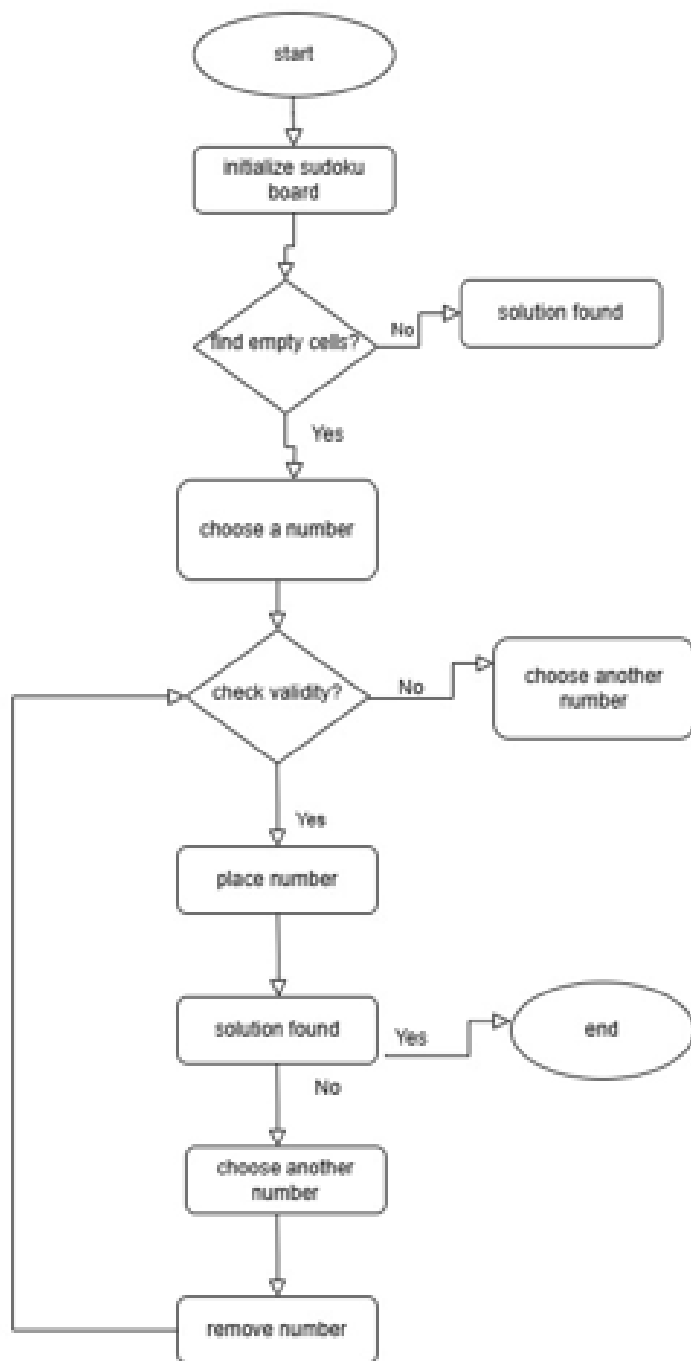 start
initialize sudoku
board
find empty cells?
No
solution found
Yes
choose a number
check validity?
No
choose another
number
Yes
place number
solution found
Yes
end
No
choose another
number
remove number